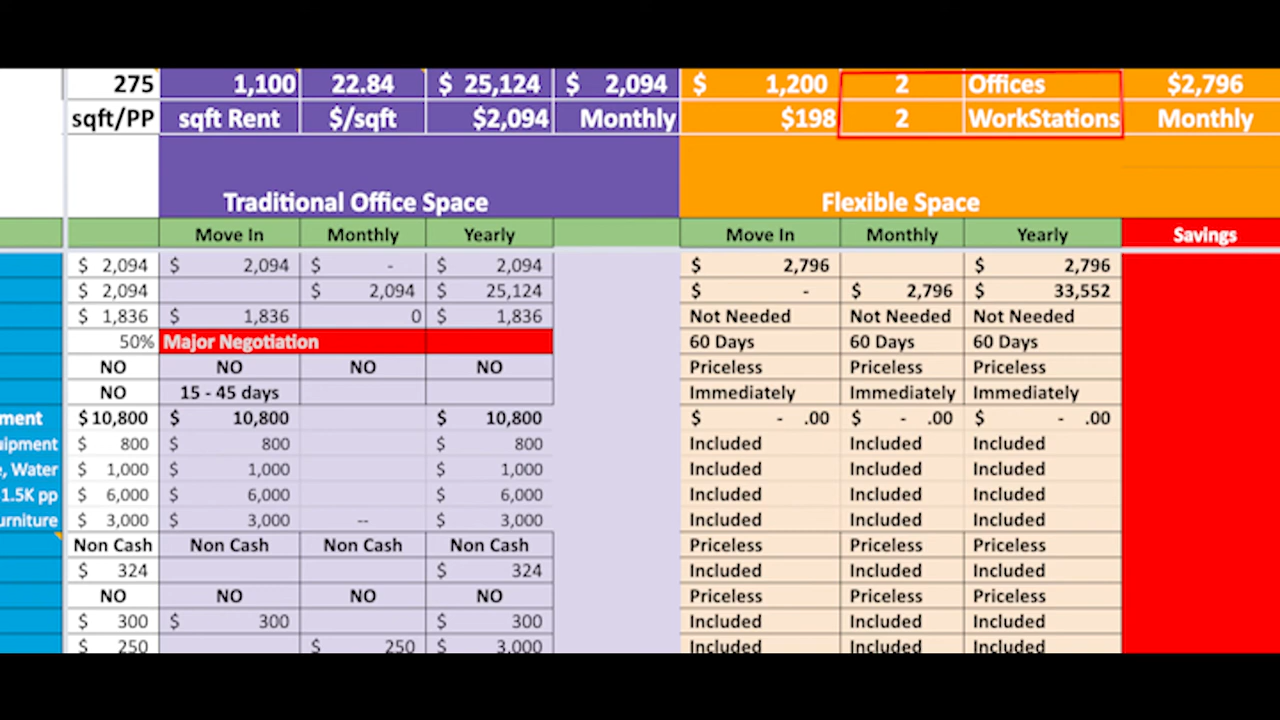 275 1,100 22.84 $ 25,124 $ 2,094 $ 1,200 2 Offices $2,796
sqft/PP sqft Rent $/sqft $2,094 Monthly $198 2 WorkStations Monthly
Traditional Office Space Flexible Space
Move In Monthly Yearly Move In Monthly Yearly Savings
$ 2,094 $ 2,094 $ - $ 2,094 $ 2,796 $ 2,796
$ 2,094 $ 2,094 $ 25,124 $ - $ 2,796 $ 33,552
$ 1,836 $ 1,836 0 $ 1,836 Not Needed Not Needed Not Needed
50% Major Negotiation 60 Days 60 Days 60 Days
NO NO NO NO Priceless Priceless Priceless
NO 15 - 45 days Immediately Immediately Immediately
ment $10,800 $ 10,800 $ 10,800 $ - .00 $ - .00 $ - .00
uipment $ 800 $ 800 $ 800 Included Included Included
, Water $ 1,000 $ 1,000 $ 1,000 Included Included Included
1.5K pp $ 6,000 $ 6,000 $ 6,000 Included Included Included
urniture $ 3,000 $ 3,000 -- $ 3,000 Included Included Included
Non Cash Non Cash Non Cash Non Cash Priceless Priceless Priceless
$ 324 $ 324 Included Included Included
NO NO NO NO Priceless Priceless Priceless
$ 300 $ 300 $ 300 Included Included Included
$ 250 $ 250 $ 3,000 Included Included Included